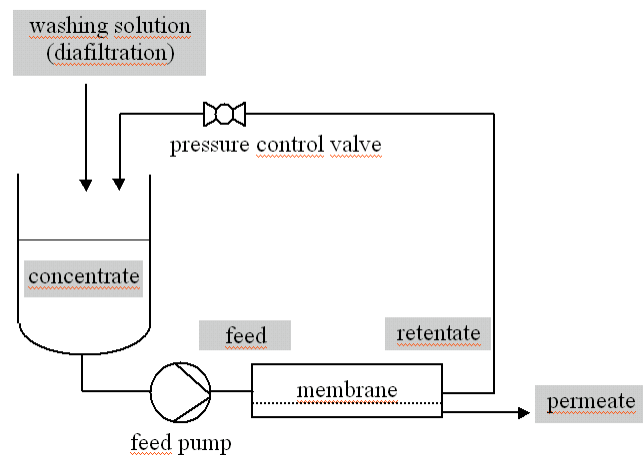 washing solution
(diafiltration)
pressure control valve
concentrate
feed
retentate
membrane
permeate
feed pump